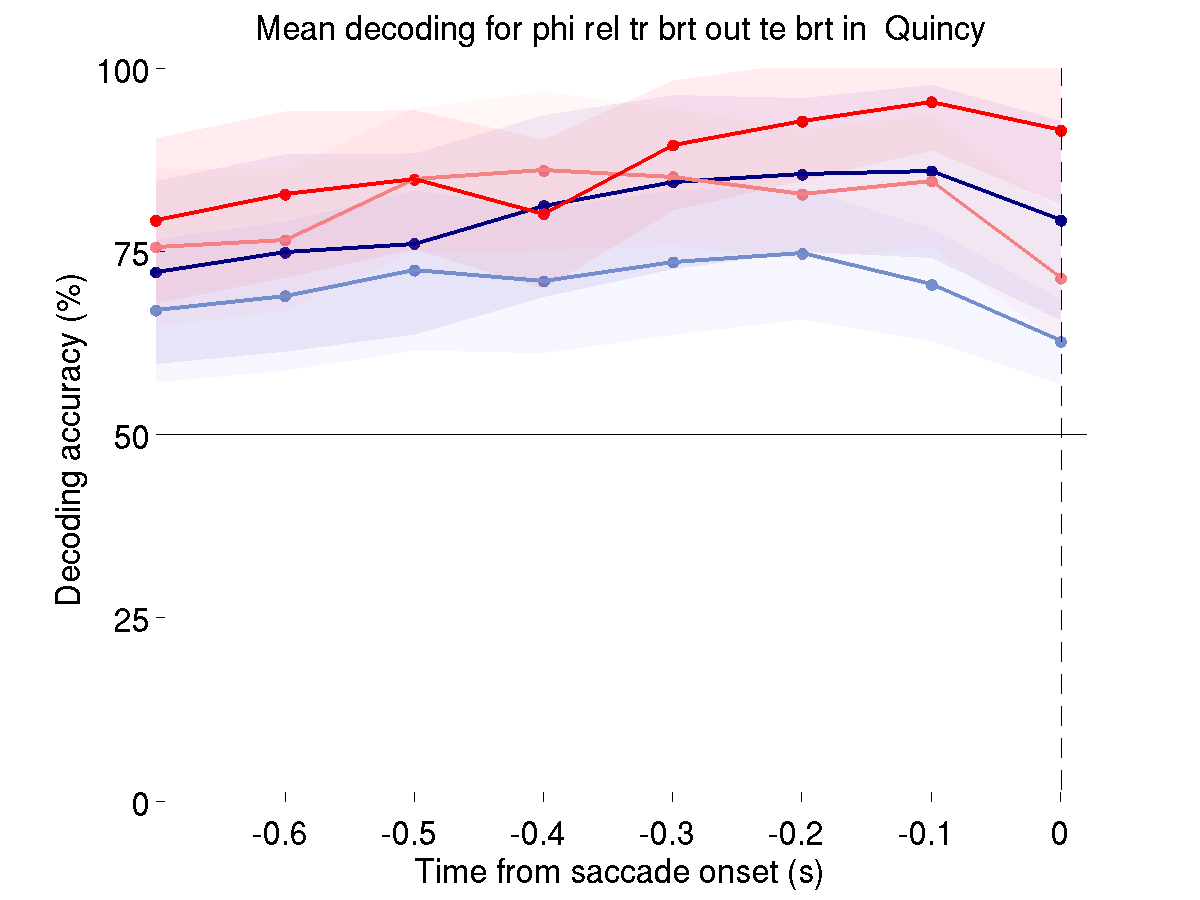 Mean decoding for phi rel tr brt out te brt in  Quincy
100
75
50
25
0
Decoding accuracy (%)
-0.6 -0.5 -0.4 -0.3 -0.2 -0.1 0
Time from saccade onset (s)